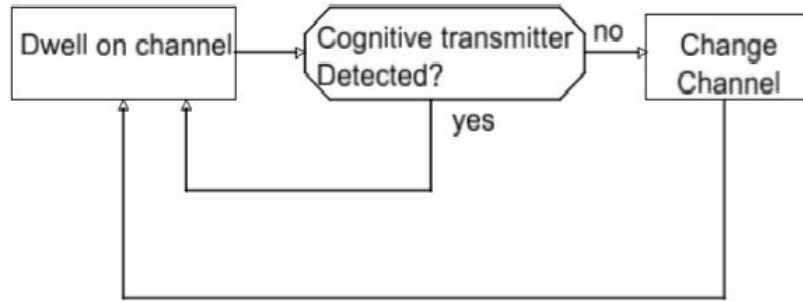 Dwell on channel
Cognitive transmitter
Detected?
no
Change
Channel
yes